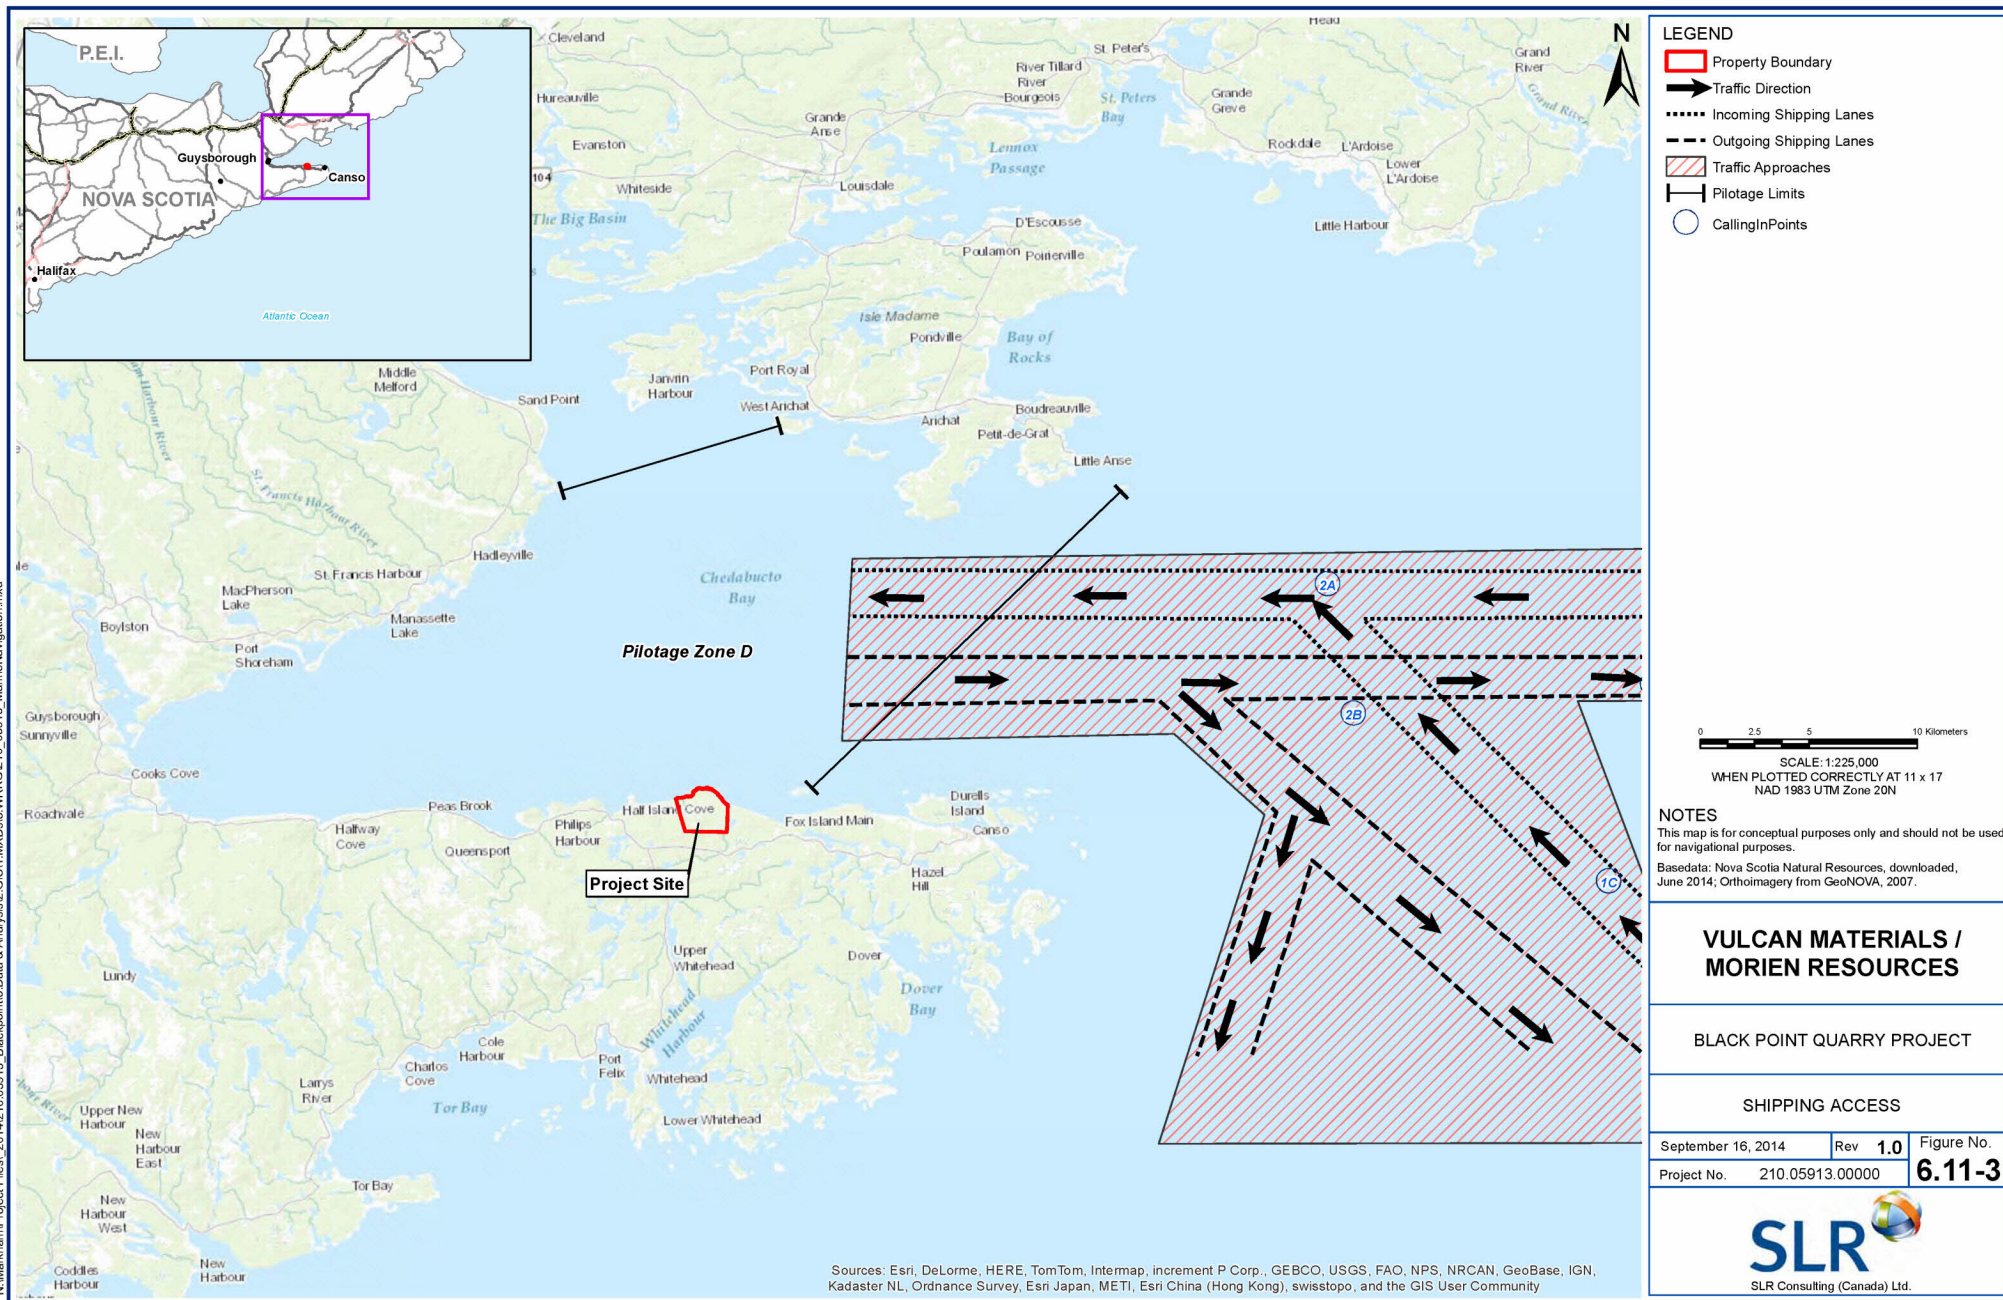 P.E.I.
Guysborough
Canso
NOVA SCOTIA
Halifax
Atlantic Ocean
Cleveland
Head
St. Peter's
Grand
River
River Tillard
River
Bourgeois
Hureauville
St. Peters
Bay
Grande
Greve
Grand River
Grande
Anse
Evanston
Lennox
Passage
Rockdale
L'Ardoise
Lower
L'Ardoise
104
Whiteside
Louisdale
The Big Basin
D'Escousse
Little Harbour
Poulamon
Poirierville
Isle Madame
Pondville
Bay of
Rocks
Middle
Melford
Janvrin
Harbour
Port Royal
Sand Point
West Arichat
Boudreauville
Arichat
Petit-de-Grat
Little Anse
St. Francis Harbour River
Hadleyville
St. Francis Harbour
Chedabucto
Bay
MacPherson
Lake
Boylston
Manassette
Lake
Port
Shoreham
Pilotage Zone D
2A
2B
1C
Guysborough
Sunnyville
Cooks Cove
Roachvale
Peas Brook
Half Island Cove
Durells
Island
Halfway
Cove
Philips
Harbour
Fox Island Main
Canso
Queensport
Project Site
Hazel
Hill
Upper
Whitehead
Dover
Lundy
Dover
Bay
Whitehead
Harbour
Cole
Harbour
Port
Felix
Charlos
Cove
Whitehead
Larrys
River
Tor Bay
Lower Whitehead
Upper New
Harbour
New
Harbour
East
Tor Bay
New
Harbour
West
New
Harbour
Coddles
Harbour
Sources: Esri, DeLorme, HERE, TomTom, Intermap, increment P Corp., GEBCO, USGS, FAO, NPS, NRCAN, GeoBase, IGN,
Kadaster NL, Ordnance Survey, Esri Japan, METI, Esri China (Hong Kong), swisstopo, and the GIS User Community
N
LEGEND
Property Boundary
Traffic Direction
Incoming Shipping Lanes
Outgoing Shipping Lanes
Traffic Approaches
Pilotage Limits
CallingInPoints
0 2.5 5 10 Kilometers
SCALE: 1:225,000
WHEN PLOTTED CORRECTLY AT 11 x 17
NAD 1983 UTM Zone 20N
NOTES
This map is for conceptual purposes only and should not be used
for navigational purposes.
Basedata: Nova Scotia Natural Resources, downloaded,
June 2014; Orthoimagery from GeoNOVA, 2007.
VULCAN MATERIALS /
MORIEN RESOURCES
BLACK POINT QUARRY PROJECT
SHIPPING ACCESS
September 16, 2014
Rev 1.0
Figure No.
6.11-3
Project No. 210.05913.00000
SLR
SLR Consulting (Canada) Ltd.